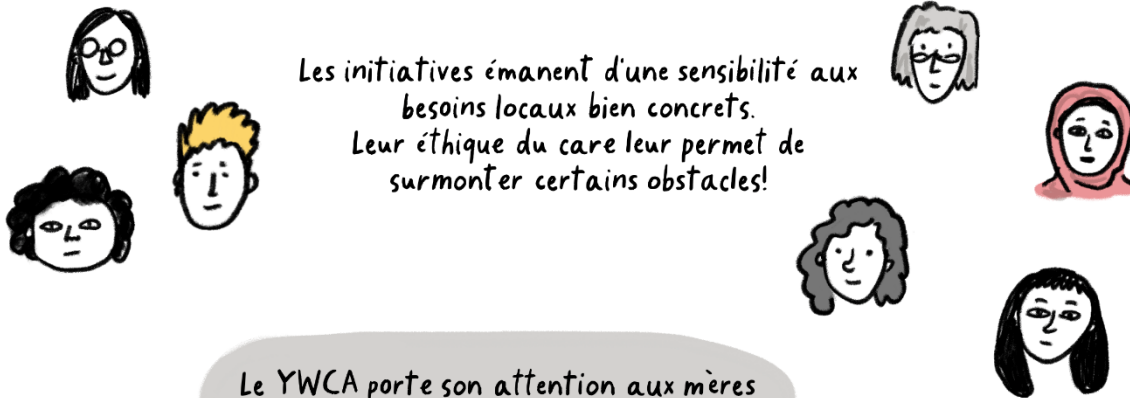 Les initiatives émanent d'une sensibilité aux
besoins locaux bien concrets.
Leur éthique du care leur permet de
surmonter certains obstacles!
Le YWCA porte son attention aux mères